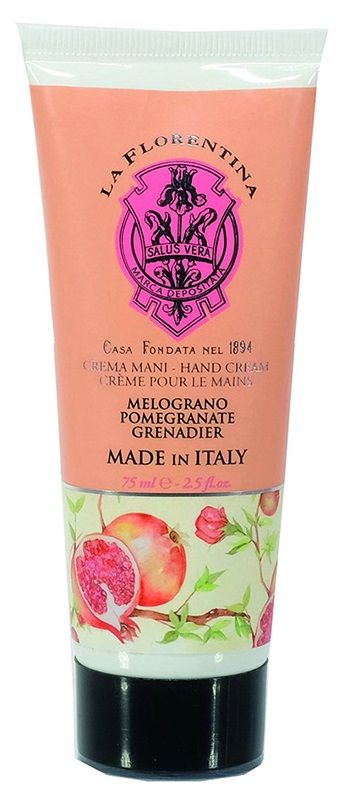 LA FLORENTINA
SALUS VERA
MARCA DEPOSITATA
CASA FONDATA NEL 1894
CREMA MANI - HAND CREAM
CRÈME POUR LE MAINS
MELOGRANO
POMEGRANATE
GRENADIER
MADE IN ITALY
75 ml ℮ - 2.5 fl.oz.